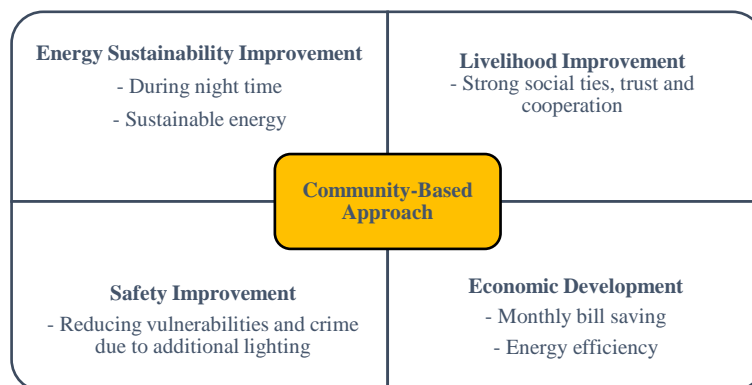 Energy Sustainability Improvement
- During night time
- Sustainable energy
Livelihood Improvement
- Strong social ties, trust and
cooperation
Community-Based
Approach
Safety Improvement
- Reducing vulnerabilities and crime
due to additional lighting
Economic Development
- Monthly bill saving
- Energy efficiency